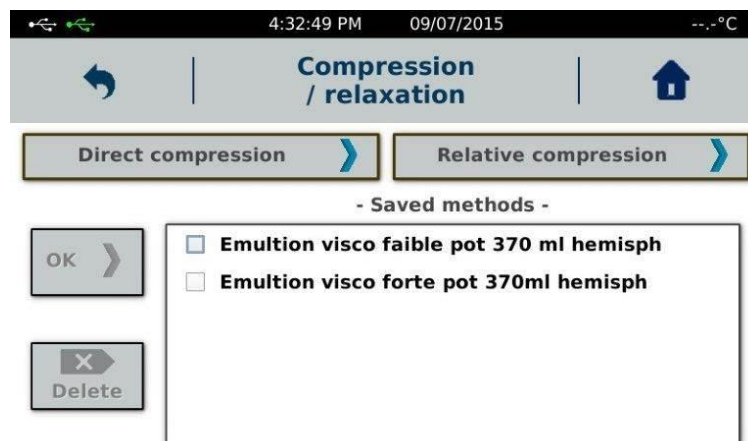 4:32:49 PM 09/07/2015 --.-°C
Compression
/ relaxation
Direct compression Relative compression
- Saved methods -
OK
Emultion visco faible pot 370 ml hemisph
Emultion visco forte pot 370ml hemisph
Delete